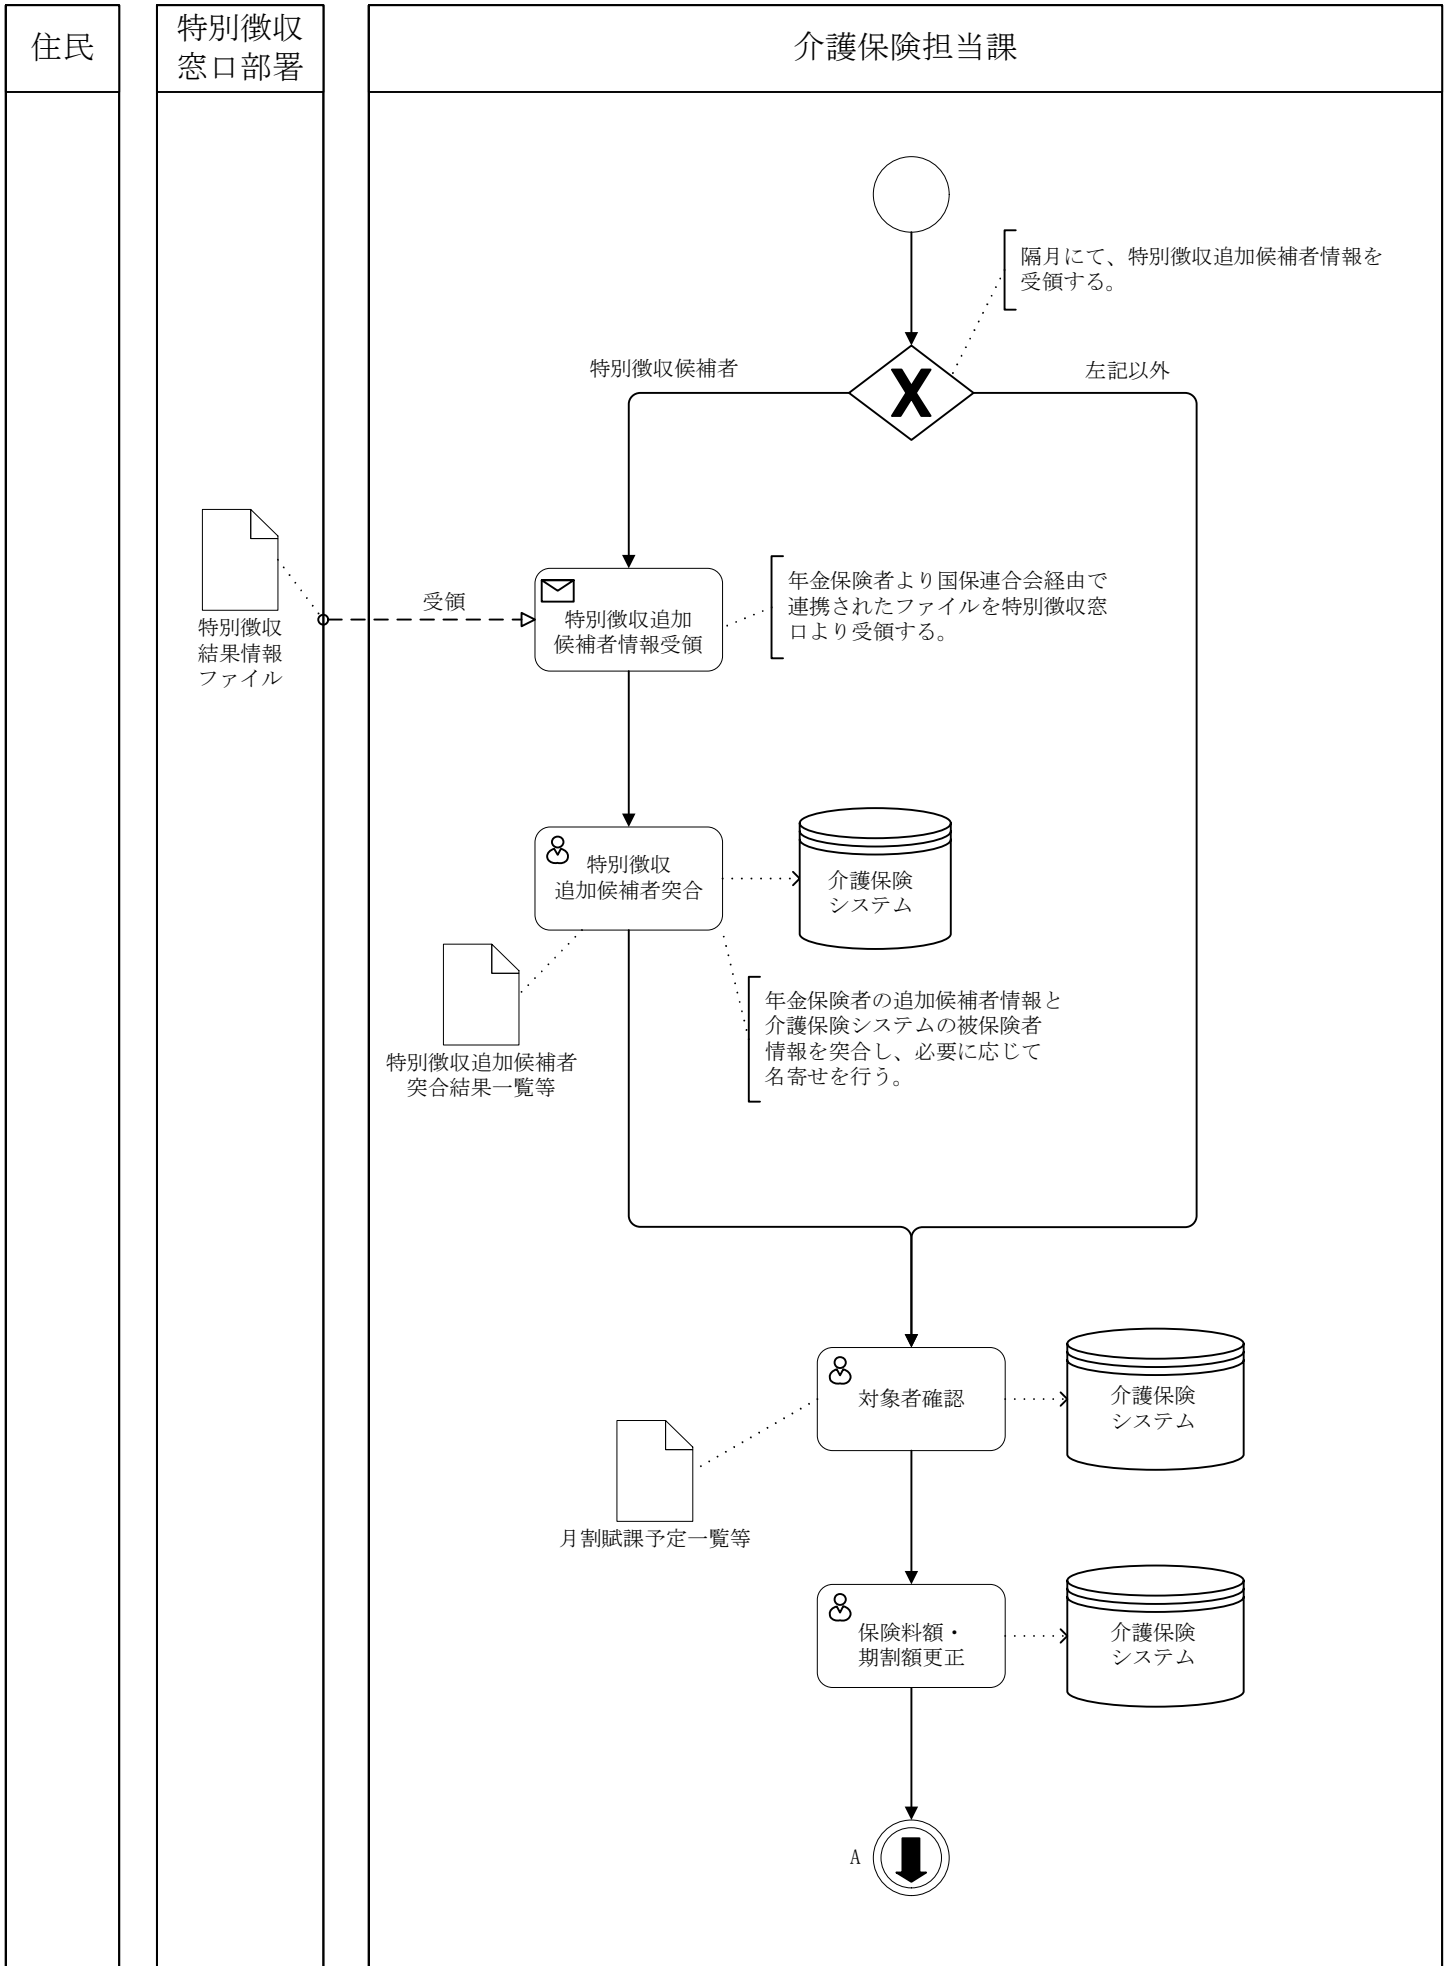 住民
特別徴収
窓口部署
介護保険担当課
隔月にて、特別徴収追加候補者情報を
受領する。
特別徴収候補者
左記以外
特別徴収
結果情報
ファイル
受領
特別徴収追加
候補者情報受領
年金保険者より国保連合会経由で
連携されたファイルを特別徴収窓
口より受領する。
特別徴収
追加候補者突合
介護保険
システム
特別徴収追加候補者
突合結果一覧等
年金保険者の追加候補者情報と
介護保険システムの被保険者
情報を突合し、必要に応じて
名寄せを行う。
対象者確認
介護保険
システム
月割賦課予定一覧等
保険料額・
期割額更正
介護保険
システム
A